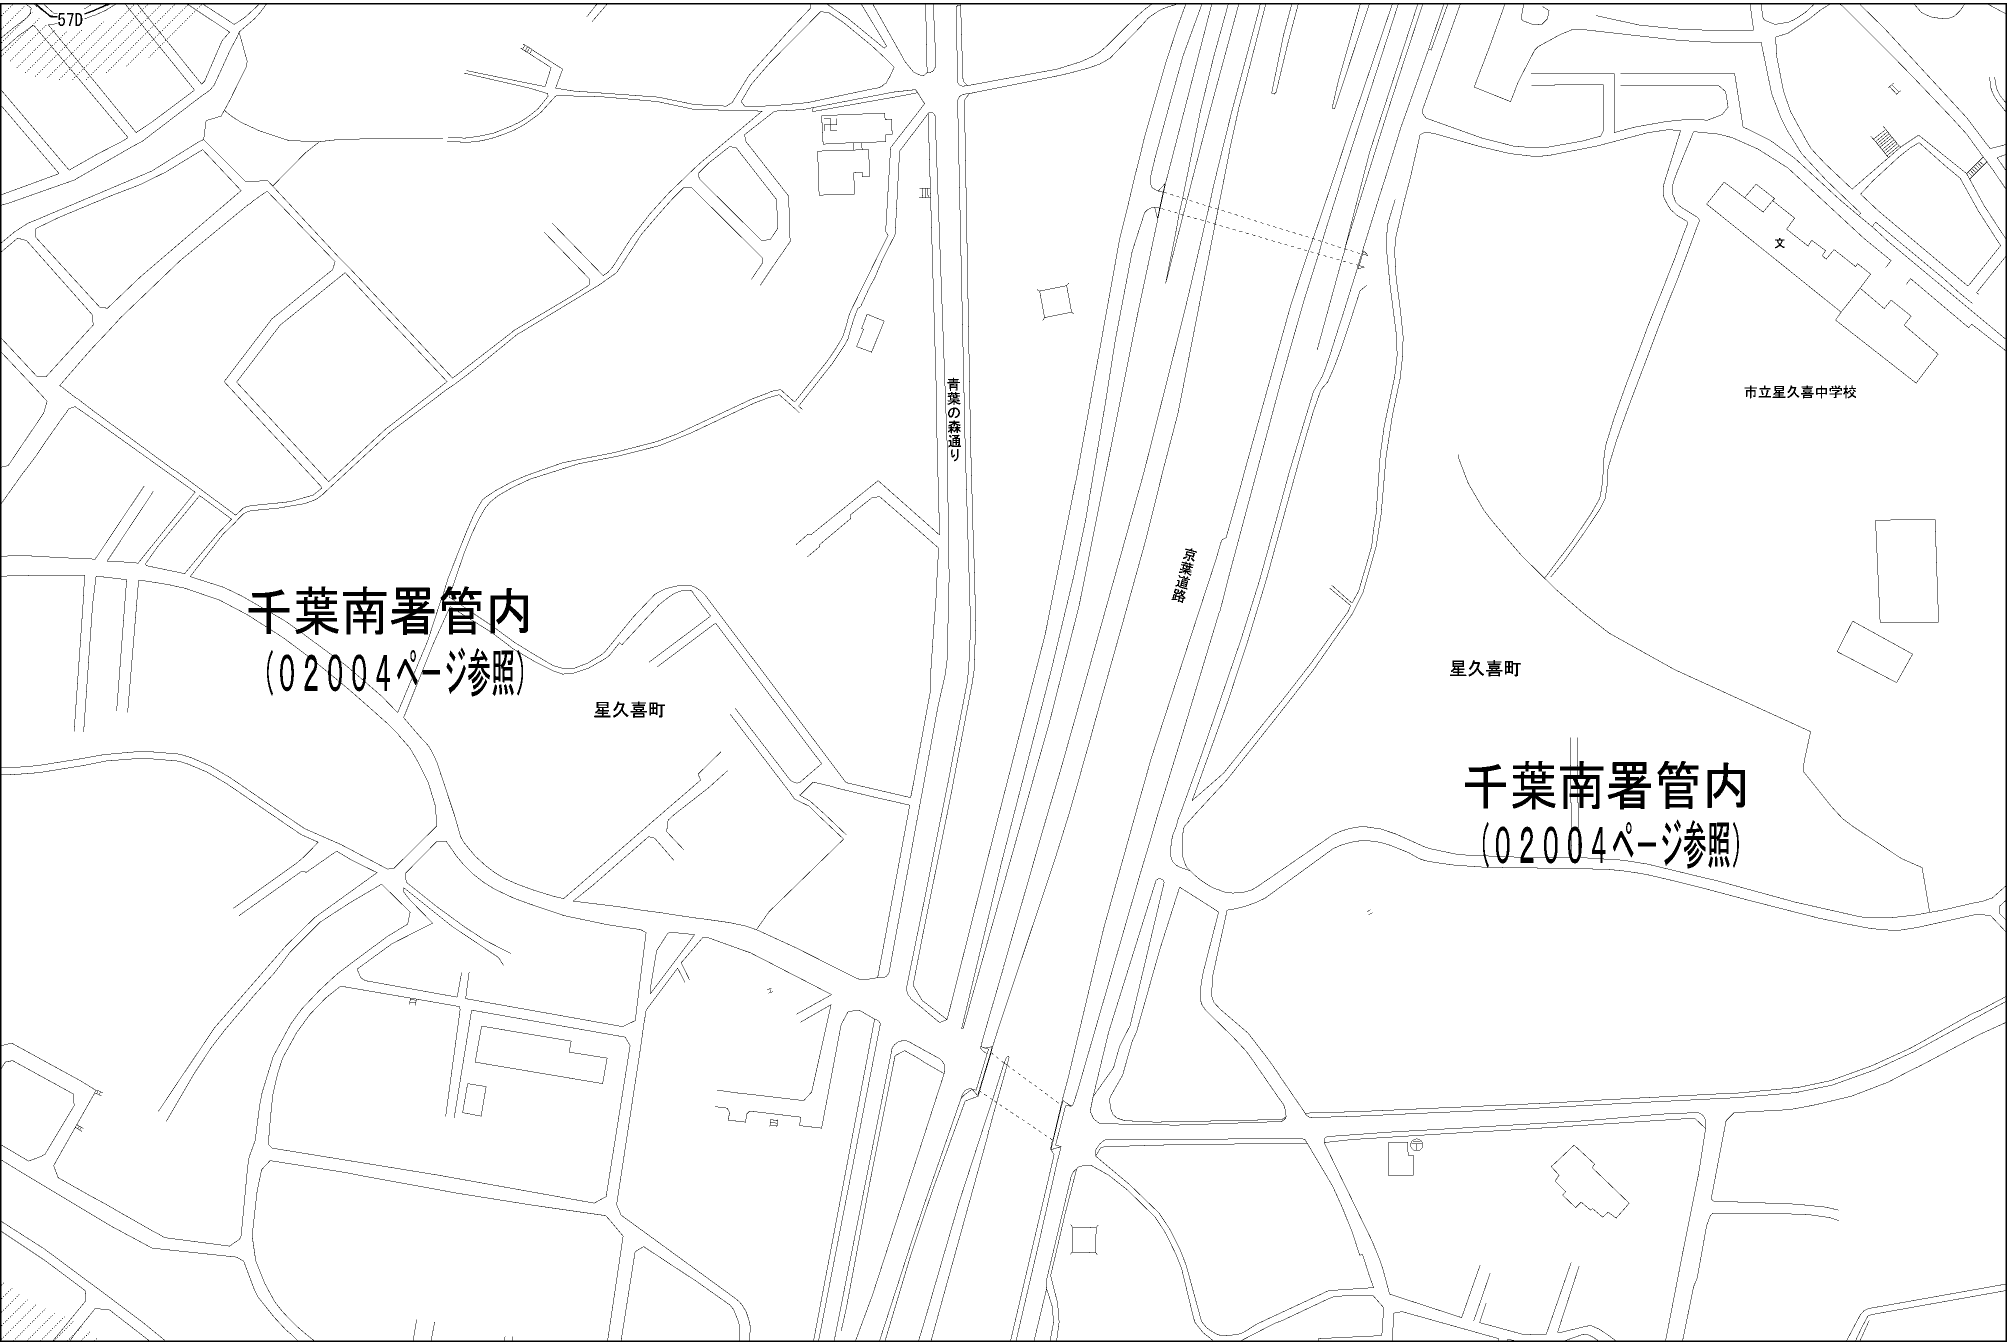 57D
文
市立星久喜中学校
青葉の森通り
京葉道路
千葉南署管内
(02004ページ参照)
星久喜町
星久喜町
千葉南署管内
(02004ページ参照)